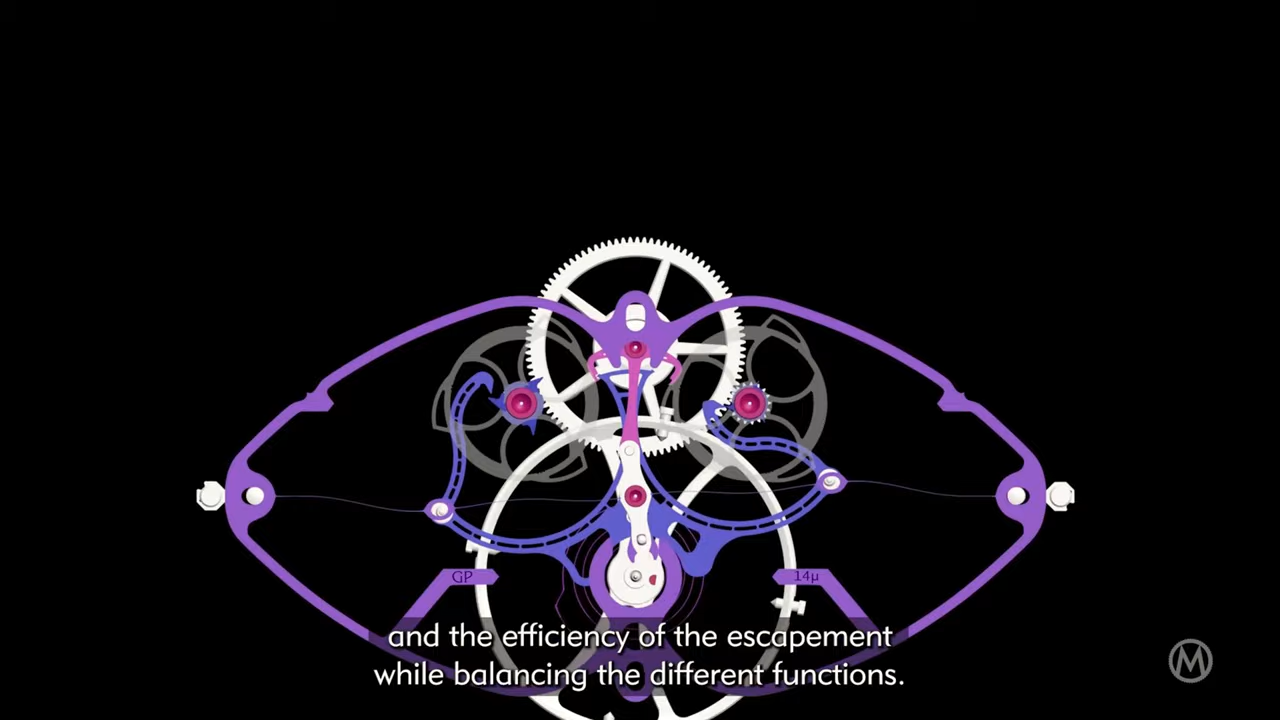 GP
14µ
and the efficiency of the escapement
while balancing the different functions.
M